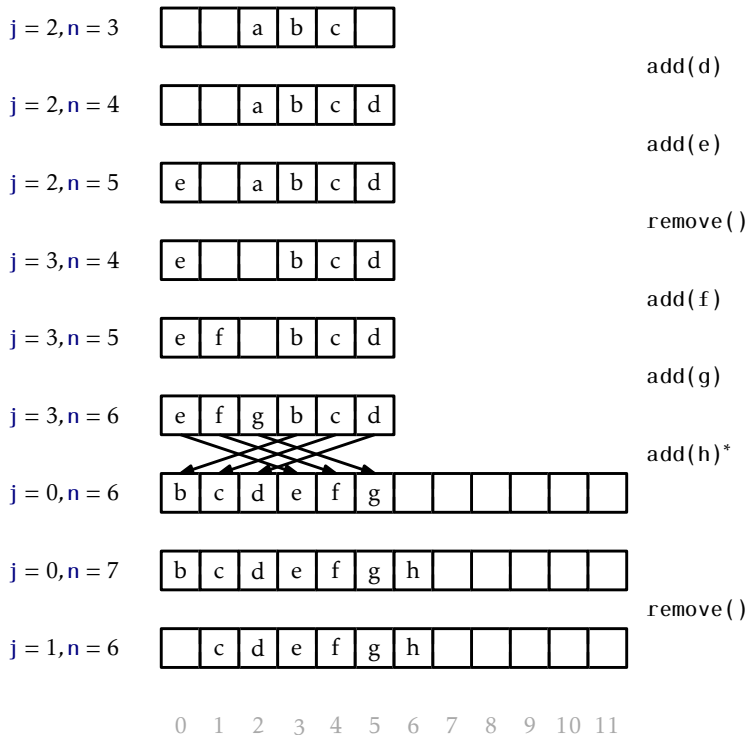 j = 2, n = 3 a b c
add(d)
j = 2, n = 4 a b c d
add(e)
j = 2, n = 5 e a b c d
remove()
j = 3, n = 4 e b c d
add(f)
j = 3, n = 5 e f b c d
add(g)
j = 3, n = 6 e f g b c d
add(h)*
j = 0, n = 6 b c d e f g
j = 0, n = 7 b c d e f g h
remove()
j = 1, n = 6 c d e f g h
0 1 2 3 4 5 6 7 8 9 10 11